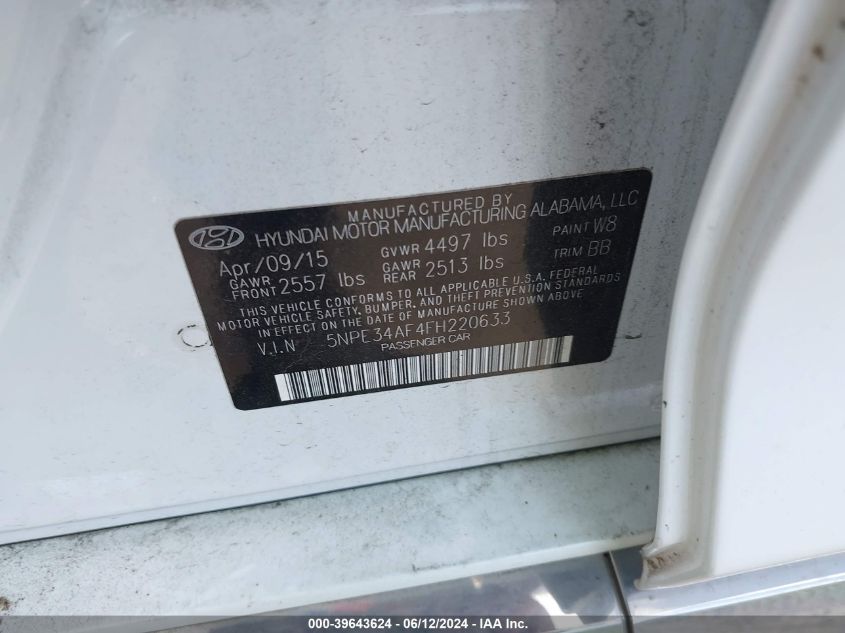 MANUFACTURED BY
HYUNDAI MOTOR MANUFACTURING ALABAMA, LLC
Apr/09/15 GVWR 4497 lbs PAINT W8
GAWR FRONT 2557 lbs GAWR REAR 2513 lbs TRIM BB
THIS VEHICLE CONFORMS TO ALL APPLICABLE U.S.A. FEDERAL
MOTOR VEHICLE SAFETY, BUMPER, AND THEFT PREVENTION STANDARDS
IN EFFECT ON THE DATE OF MANUFACTURE SHOWN ABOVE
V.I.N 5NPE34AF4FH220633
PASSENGER CAR
000-39643624 - 06/12/2024 - IAA Inc.